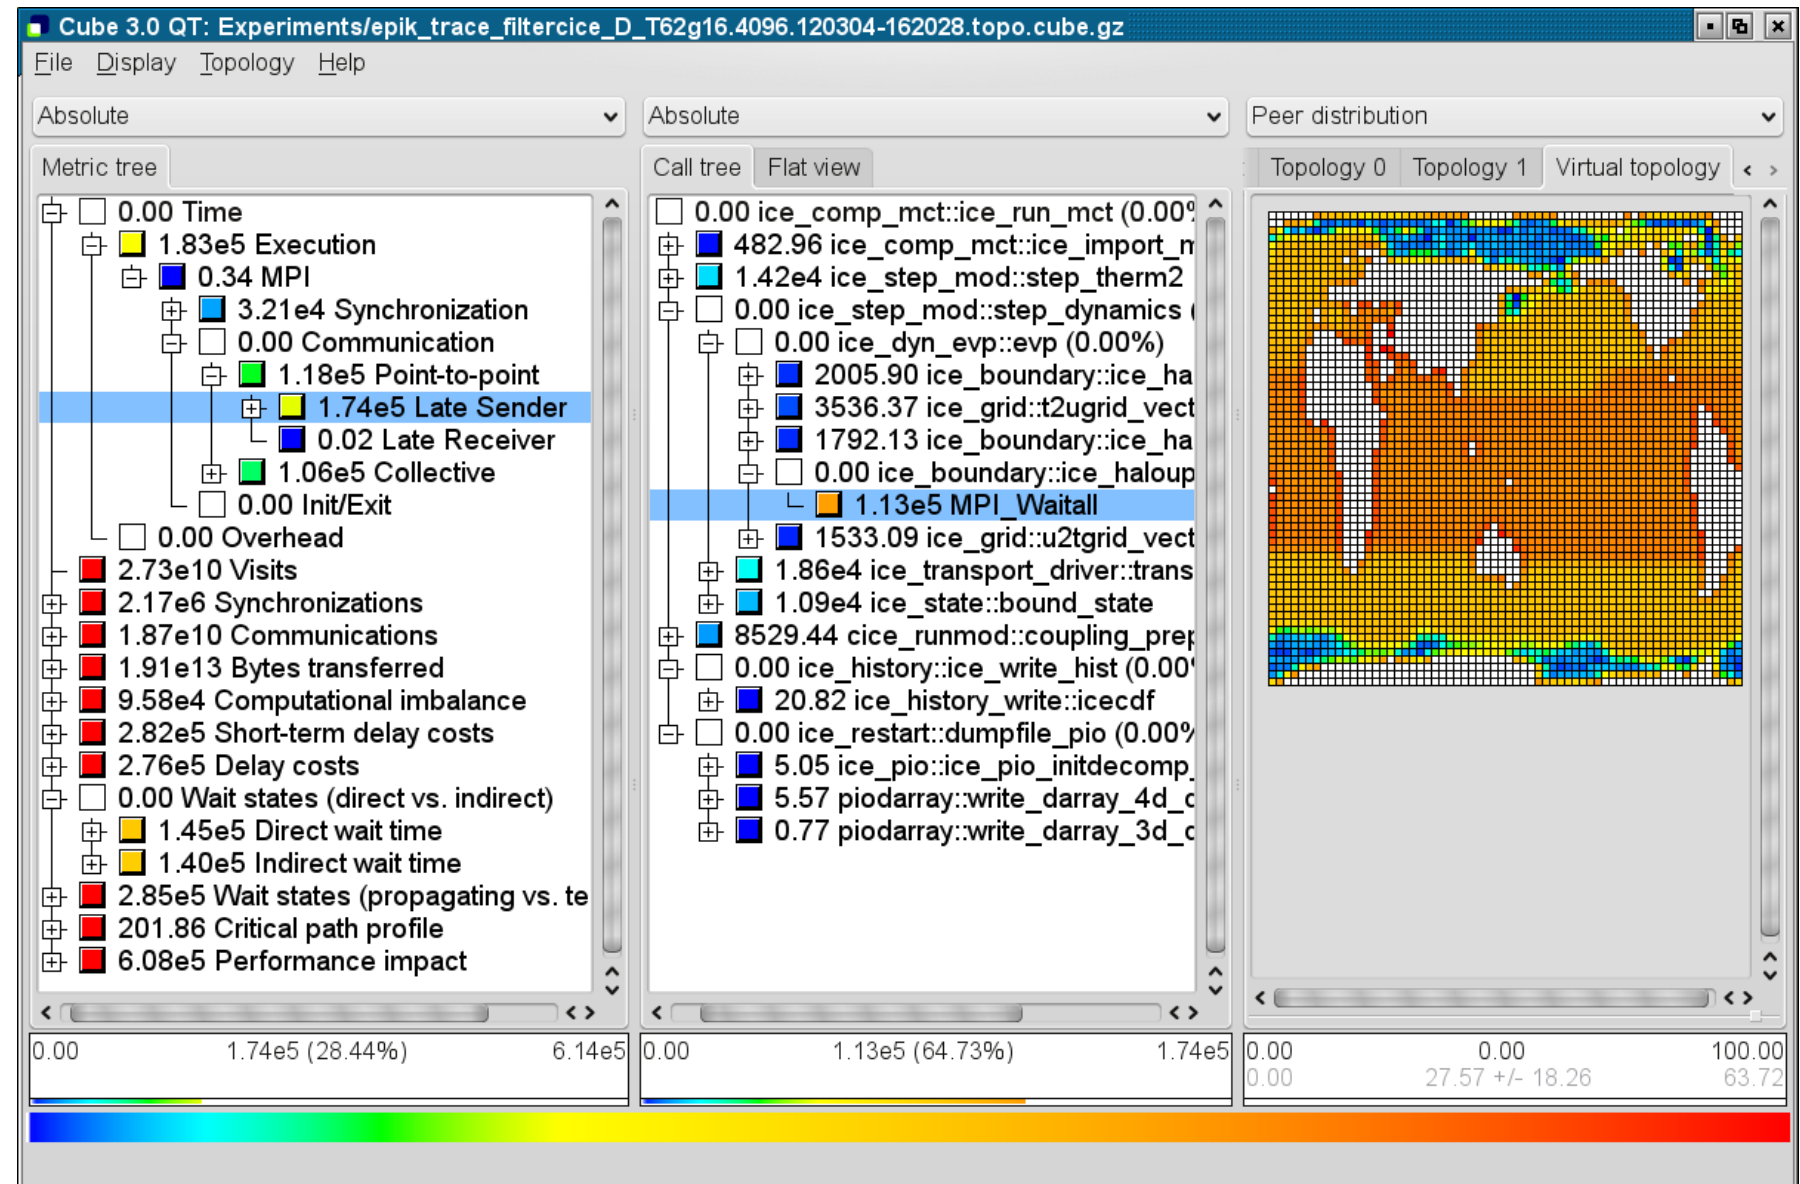 Cube 3.0 QT: Experiments/epik_trace_filtercice_D_T62g16.4096.120304-162028.topo.cube.gz
File Display Topology Help
Absolute
Metric tree
0.00 Time
1.83e5 Execution
0.34 MPI
3.21e4 Synchronization
0.00 Communication
1.18e5 Point-to-point
1.74e5 Late Sender
0.02 Late Receiver
1.06e5 Collective
0.00 Init/Exit
0.00 Overhead
2.73e10 Visits
2.17e6 Synchronizations
1.87e10 Communications
1.91e13 Bytes transferred
9.58e4 Computational imbalance
2.82e5 Short-term delay costs
2.76e5 Delay costs
0.00 Wait states (direct vs. indirect)
1.45e5 Direct wait time
1.40e5 Indirect wait time
2.85e5 Wait states (propagating vs. te
201.86 Critical path profile
6.08e5 Performance impact
0.00 1.74e5 (28.44%) 6.14e5
Absolute
Call tree Flat view
0.00 ice_comp_mct::ice_run_mct (0.00%
482.96 ice_comp_mct::ice_import_m
1.42e4 ice_step_mod::step_therm2
0.00 ice_step_mod::step_dynamics (
0.00 ice_dyn_evp::evp (0.00%)
2005.90 ice_boundary::ice_ha
3536.37 ice_grid::t2ugrid_vect
1792.13 ice_boundary::ice_ha
0.00 ice_boundary::ice_haloup
1.13e5 MPI_Waitall
1533.09 ice_grid::u2tgrid_vect
1.86e4 ice_transport_driver::trans
1.09e4 ice_state::bound_state
8529.44 cice_runmod::coupling_prep
0.00 ice_history::ice_write_hist (0.00%
20.82 ice_history_write::icecdf
0.00 ice_restart::dumpfile_pio (0.00%
5.05 ice_pio::ice_pio_initdecomp_
5.57 piodarray::write_darray_4d_d
0.77 piodarray::write_darray_3d_d
0.00 1.13e5 (64.73%) 1.74e5
Peer distribution
Topology 0 Topology 1 Virtual topology
0.00 0.00 100.00
0.00 27.57 +/- 18.26 63.72